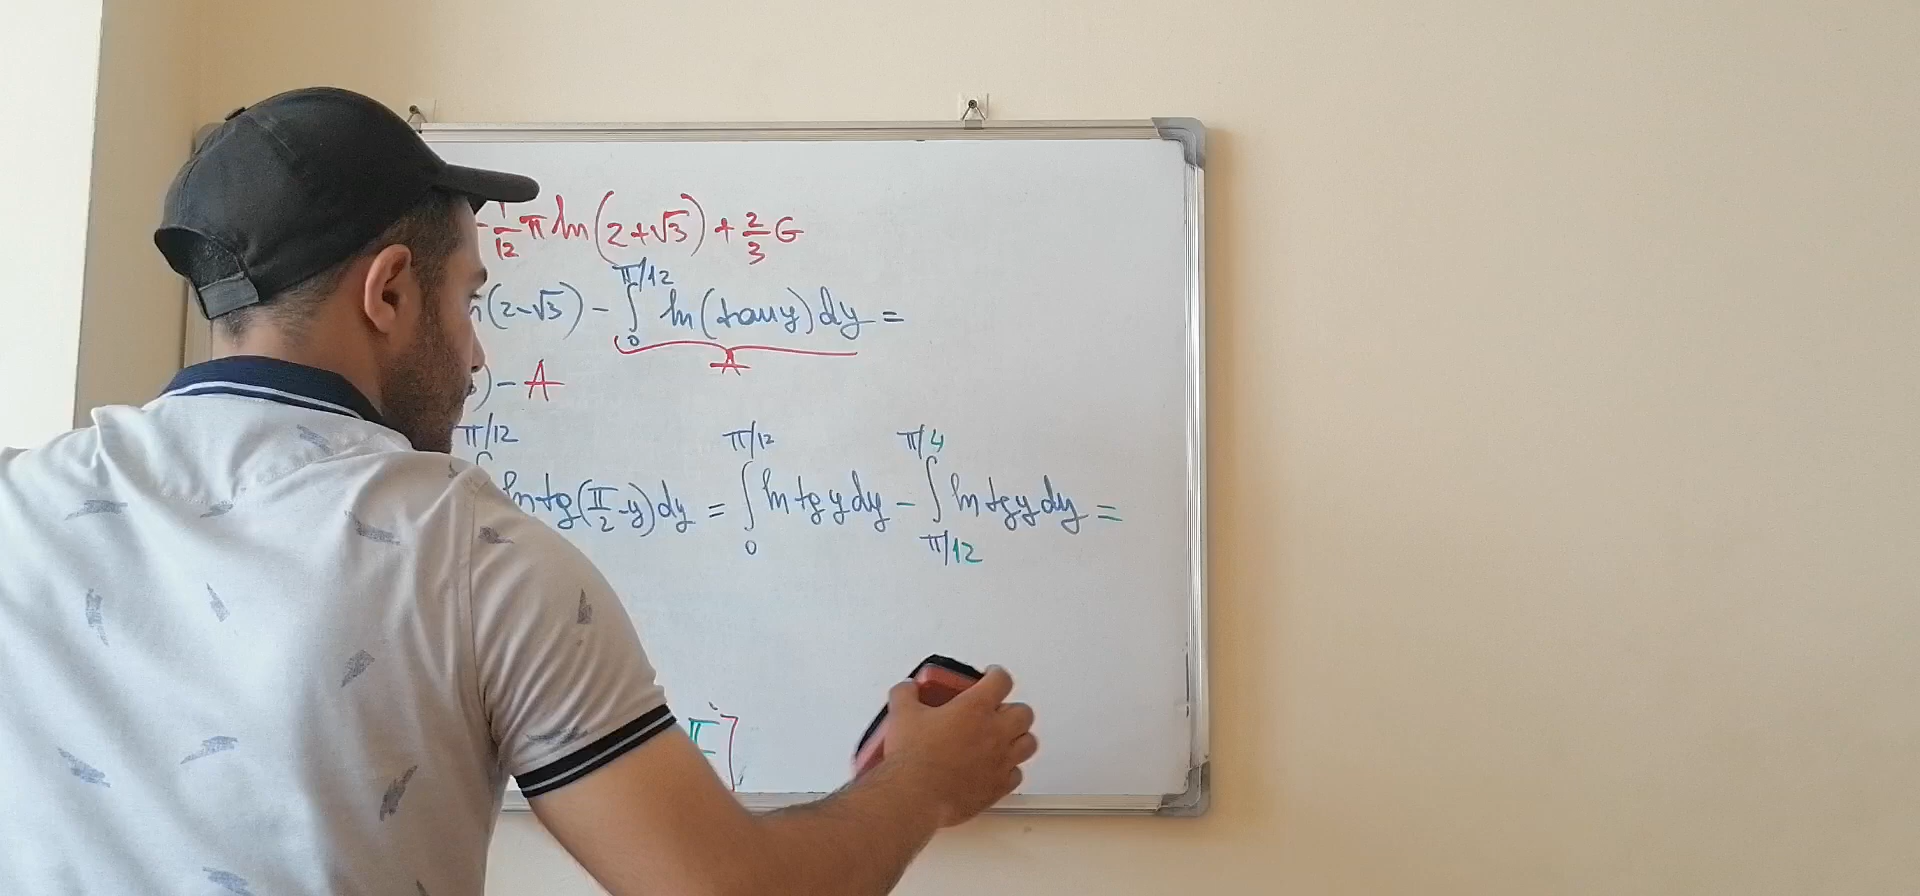 1/12 π ln(2+√3) + 2/3 G
(2-√3) - ∫₀^{π/12} ln(tan y) dy =
A
) - A
π/12
ln tg(π/2 - y) dy = ∫₀^{π/12} ln tg y dy - ∫_{π/12}^{π/4} ln tg y dy =
π ]